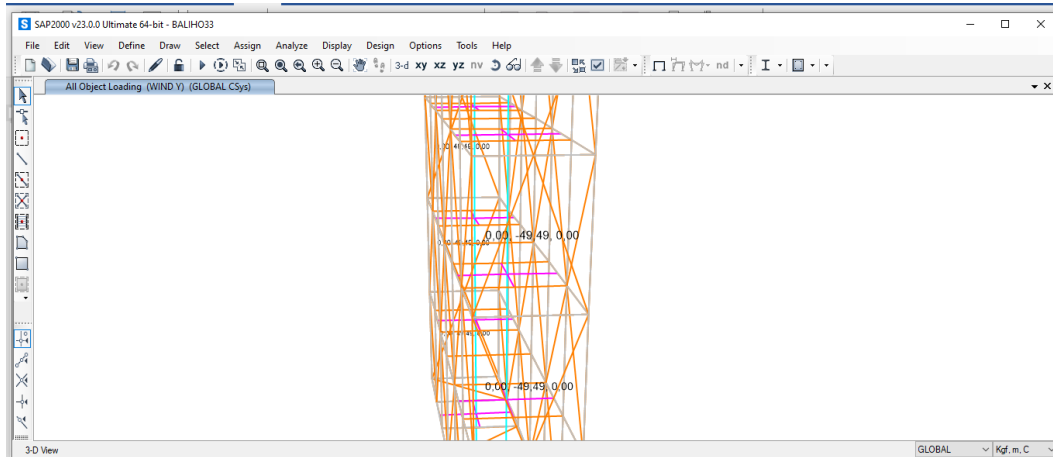 SAP2000 v23.0.0 Ultimate 64-bit - BALIHO33
File Edit View Define Draw Select Assign Analyze Display Design Options Tools Help
3-d xy xz yz nv nd
All Object Loading (WIND Y) (GLOBAL CSys)
0,00, -49,49, 0,00
0,00, -49,49, 0,00
3-D View
GLOBAL
Kgf, m, C